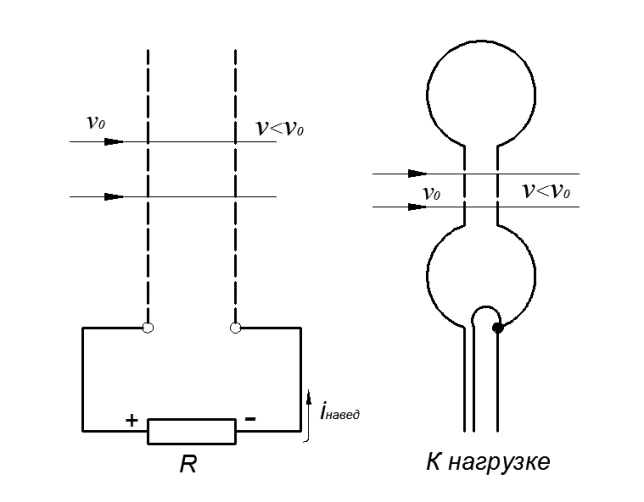 v₀
v<v₀
+
-
iнавед
R
v₀
v<v₀
К нагрузке